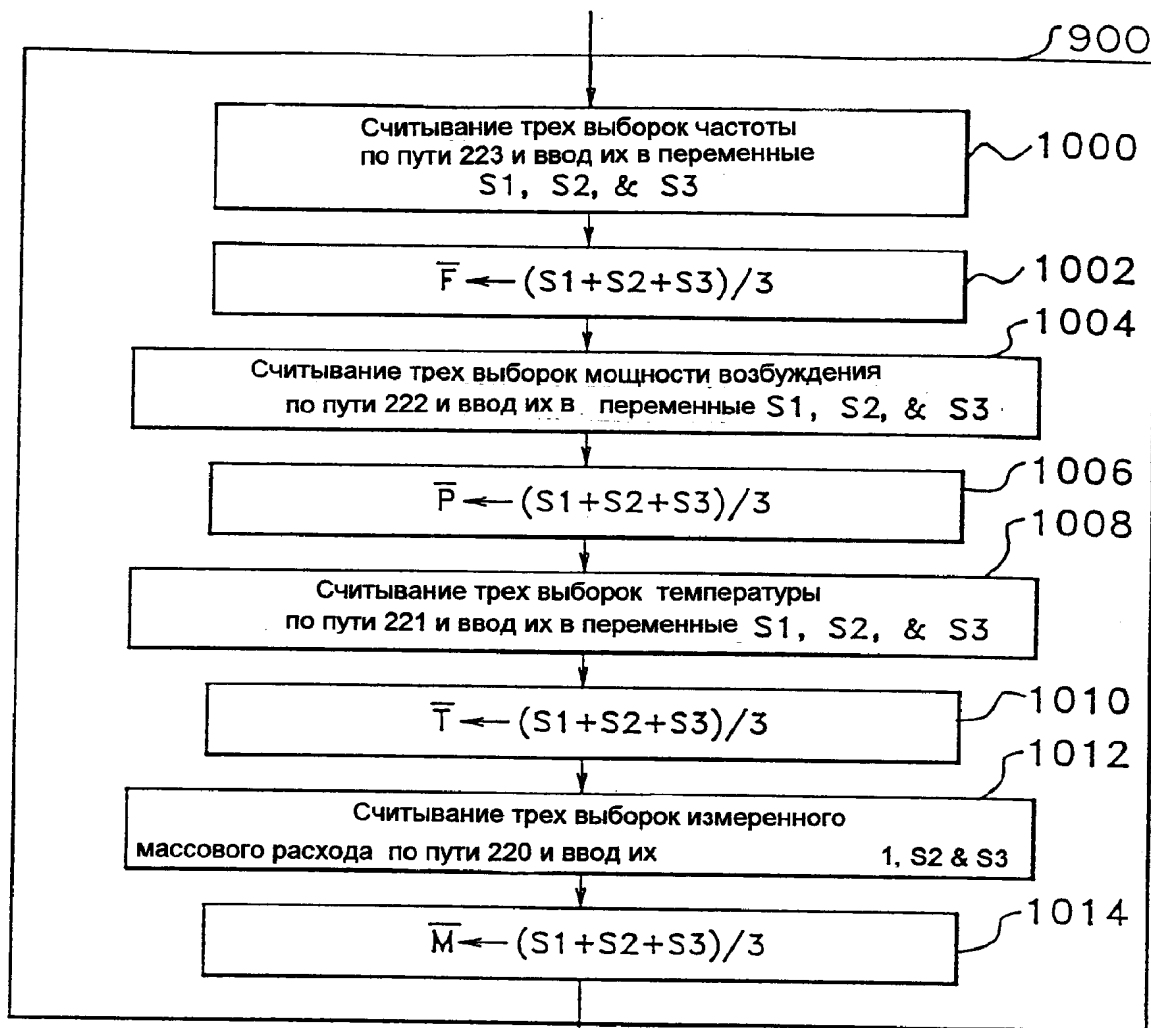 900
Считывание трех выборок частоты
по пути 223 и ввод их в переменные
S1, S2, & S3
1000
F̅ ← (S1+S2+S3)/3
1002
1004
Считывание трех выборок мощности возбуждения
по пути 222 и ввод их в переменные S1, S2, & S3
1006
P̅ ← (S1+S2+S3)/3
1008
Считывание трех выборок температуры
по пути 221 и ввод их в переменные S1, S2, & S3
1010
T̅ ← (S1+S2+S3)/3
1012
Считывание трех выборок измеренного
массового расхода по пути 220 и ввод их 1, S2 & S3
1014
M̅ ← (S1+S2+S3)/3